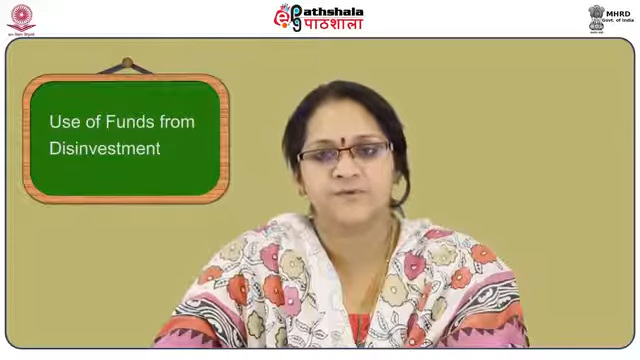 Pathshala
पाठशाला
MHRD
Govt. of India
Use of Funds from
Disinvestment